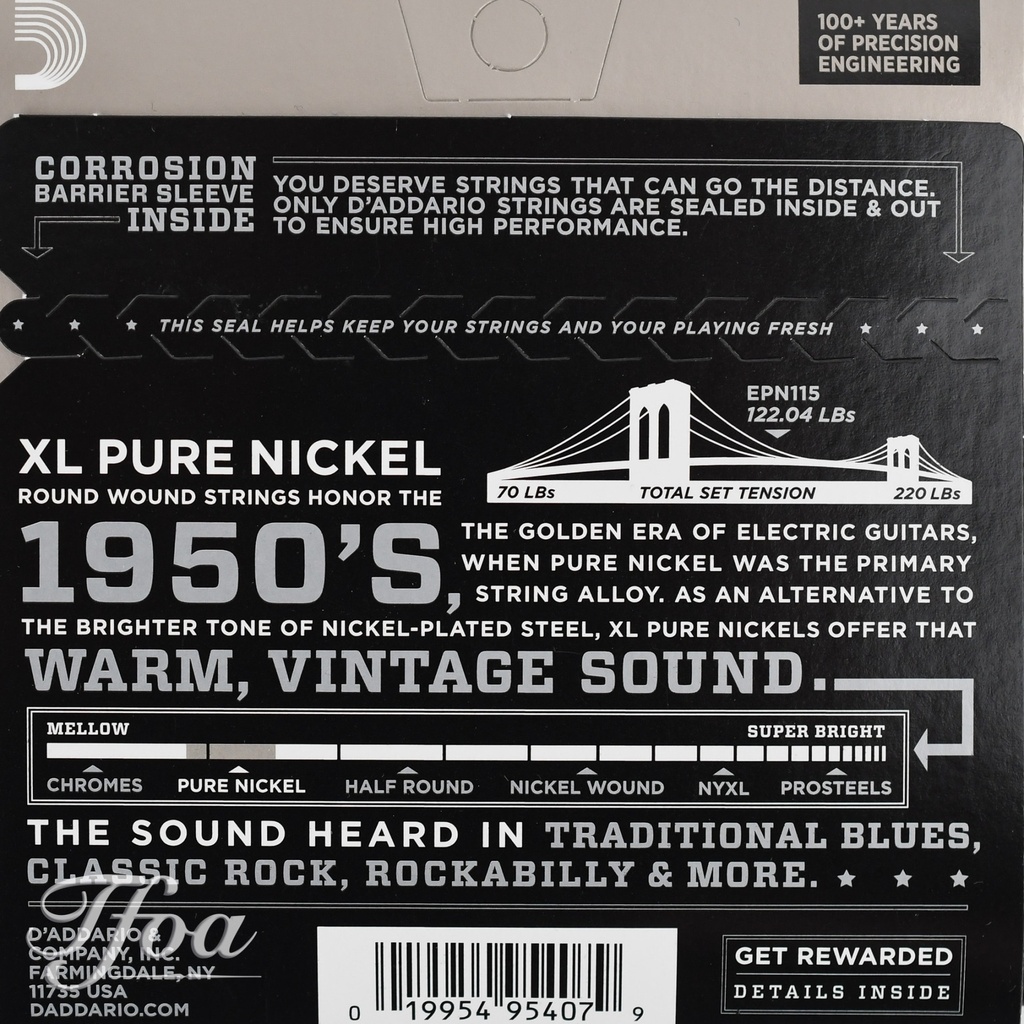 100+ YEARS
OF PRECISION
ENGINEERING
CORROSION
BARRIER SLEEVE
INSIDE
YOU DESERVE STRINGS THAT CAN GO THE DISTANCE.
ONLY D'ADDARIO STRINGS ARE SEALED INSIDE & OUT
TO ENSURE HIGH PERFORMANCE.
THIS SEAL HELPS KEEP YOUR STRINGS AND YOUR PLAYING FRESH
EPN115
122.04 LBs
70 LBs TOTAL SET TENSION 220 LBs
XL PURE NICKEL
ROUND WOUND STRINGS HONOR THE
1950'S,
THE GOLDEN ERA OF ELECTRIC GUITARS,
WHEN PURE NICKEL WAS THE PRIMARY
STRING ALLOY. AS AN ALTERNATIVE TO
THE BRIGHTER TONE OF NICKEL-PLATED STEEL, XL PURE NICKELS OFFER THAT
WARM, VINTAGE SOUND.
MELLOW SUPER BRIGHT
CHROMES PURE NICKEL HALF ROUND NICKEL WOUND NYXL PROSTEELS
THE SOUND HEARD IN TRADITIONAL BLUES,
CLASSIC ROCK, ROCKABILLY & MORE.
Hoa
D'ADDARIO &
COMPANY, INC.
FARMINGDALE, NY
11735 USA
DADDARIO.COM
0 19954 95407 9
GET REWARDED
DETAILS INSIDE